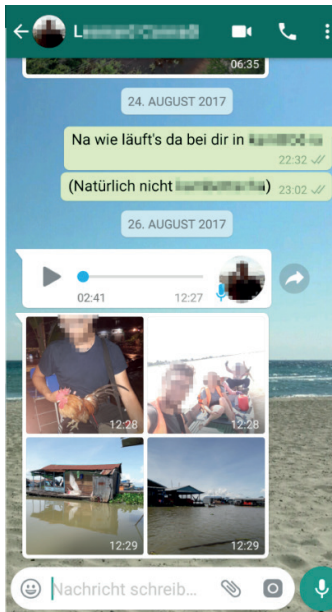 L
06:35
24. AUGUST 2017
Na wie läuft's da bei dir in
22:32
(Natürlich nicht ) 23:02
26. AUGUST 2017
02:41 12:27
12:28 12:28
12:29 12:29
Nachricht schreib...